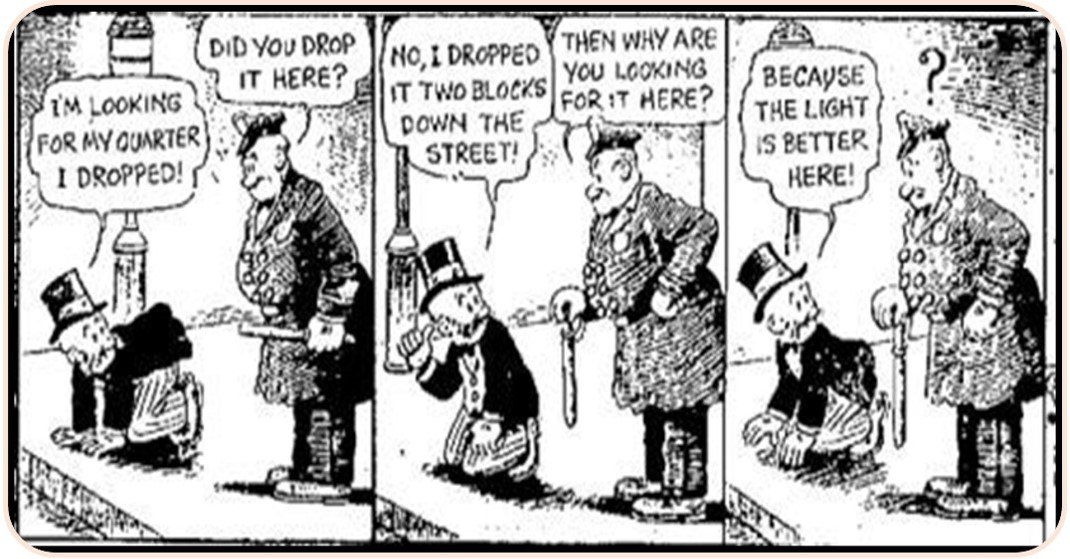 I'M LOOKING
FOR MY QUARTER
I DROPPED!
DID YOU DROP
IT HERE?
NO, I DROPPED
IT TWO BLOCKS
DOWN THE
STREET!
THEN WHY ARE
YOU LOOKING
FOR IT HERE?
BECAUSE
THE LIGHT
IS BETTER
HERE!
?